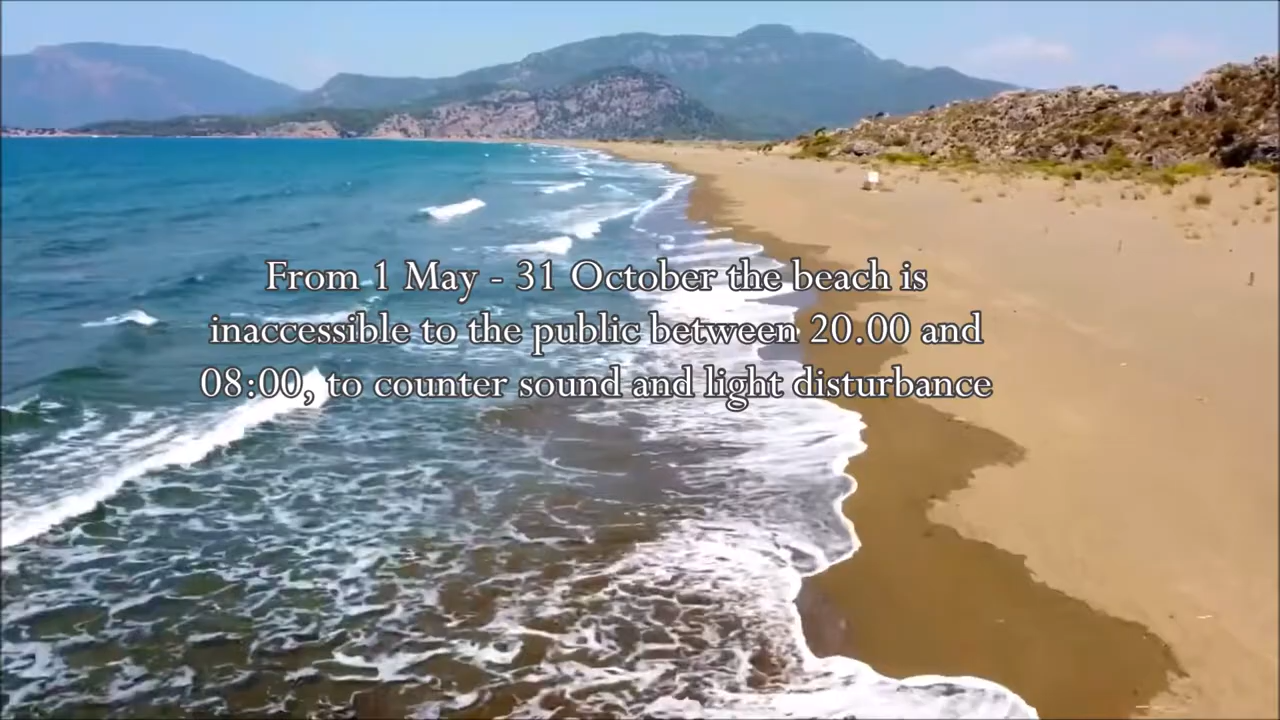 From 1 May - 31 October the beach is
inaccessible to the public between 20.00 and
08:00, to counter sound and light disturbance